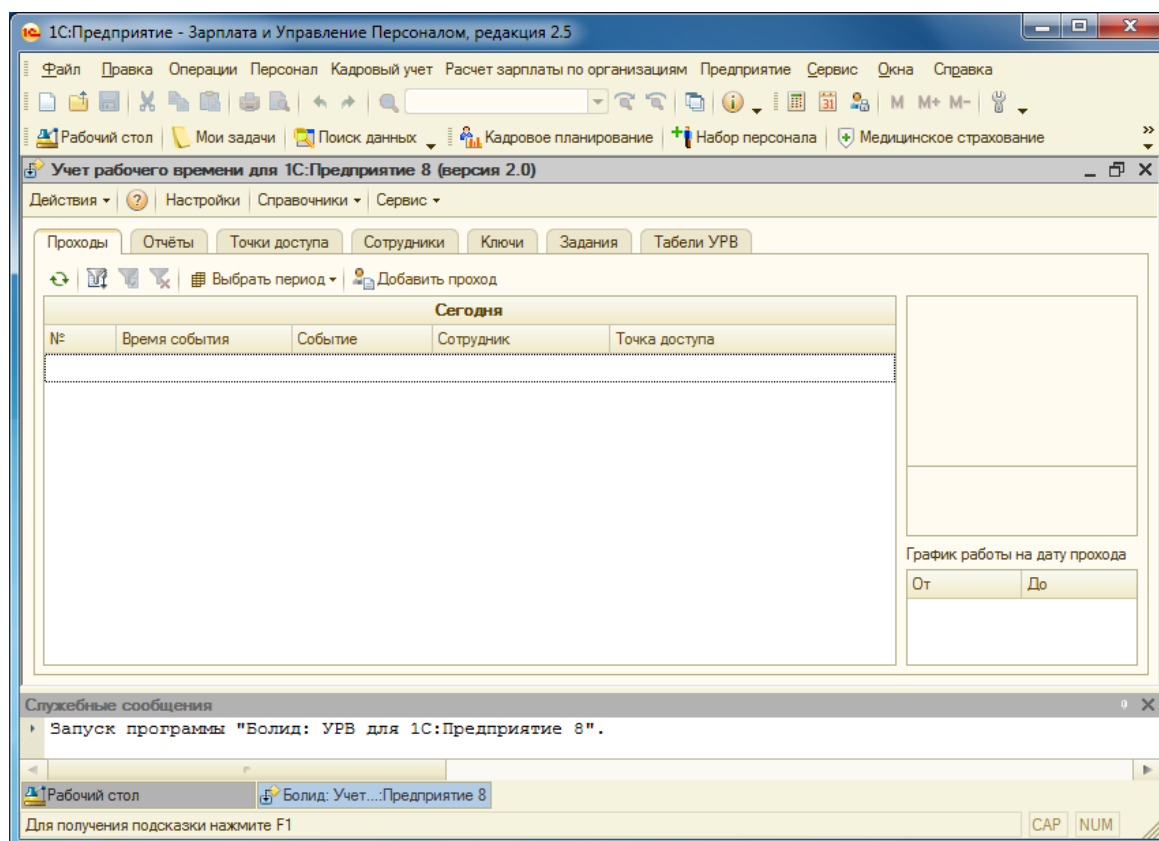 1С:Предприятие - Зарплата и Управление Персоналом, редакция 2.5
Файл Правка Операции Персонал Кадровый учет Расчет зарплаты по организациям Предприятие Сервис Окна Справка
M M+ M-
Рабочий стол Мои задачи Поиск данных Кадровое планирование Набор персонала Медицинское страхование
Учет рабочего времени для 1С:Предприятие 8 (версия 2.0)
Действия Настройки Справочники Сервис
Проходы Отчёты Точки доступа Сотрудники Ключи Задания Табели УРВ
Выбрать период Добавить проход
Сегодня
№ Время события Событие Сотрудник Точка доступа
График работы на дату прохода
От До
Служебные сообщения
Запуск программы "Болид: УРВ для 1С:Предприятие 8".
Рабочий стол Болид: Учет...:Предприятие 8
Для получения подсказки нажмите F1 CAP NUM